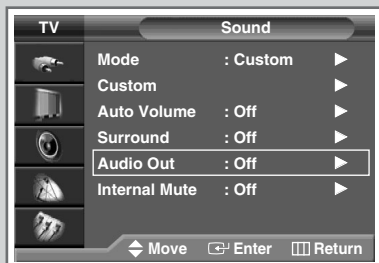 TV Sound
Mode : Custom
Custom
Auto Volume : Off
Surround : Off
Audio Out : Off
Internal Mute : Off
Move Enter Return